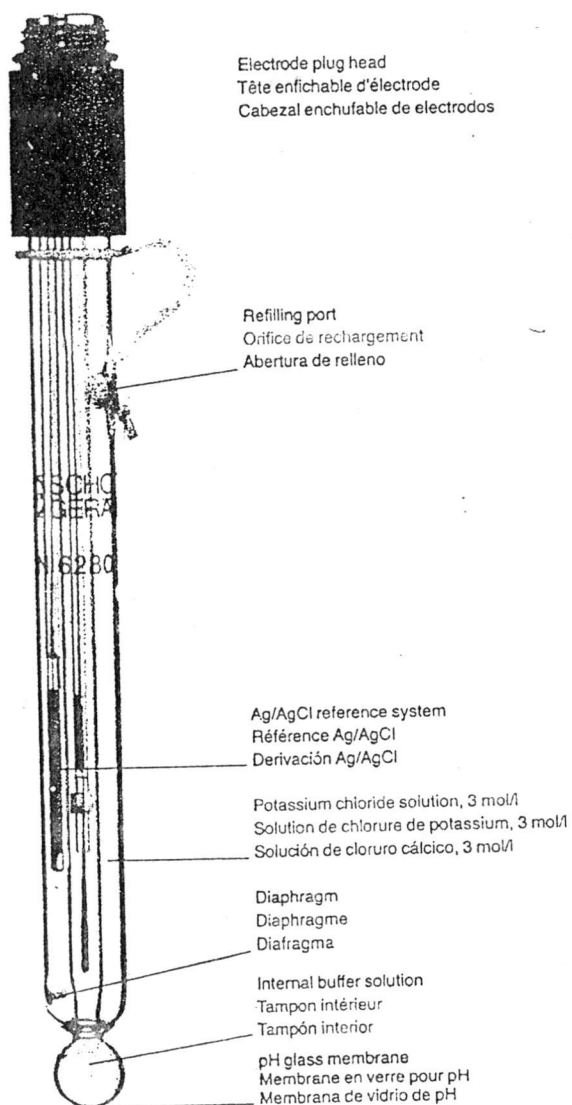 Electrode plug head
Tête enfichable d'électrode
Cabezal enchufable de electrodos
Refilling port
Orifice de rechargement
Abertura de relleno
SCHO
GERA
N 6280
Ag/AgCl reference system
Référence Ag/AgCl
Derivación Ag/AgCl
Potassium chloride solution, 3 mol/l
Solution de chlorure de potassium, 3 mol/l
Solución de cloruro cálcico, 3 mol/l
Diaphragm
Diaphragme
Diafragma
Internal buffer solution
Tampon intérieur
Tampón interior
pH glass membrane
Membrane en verre pour pH
Membrana de vidrio de pH